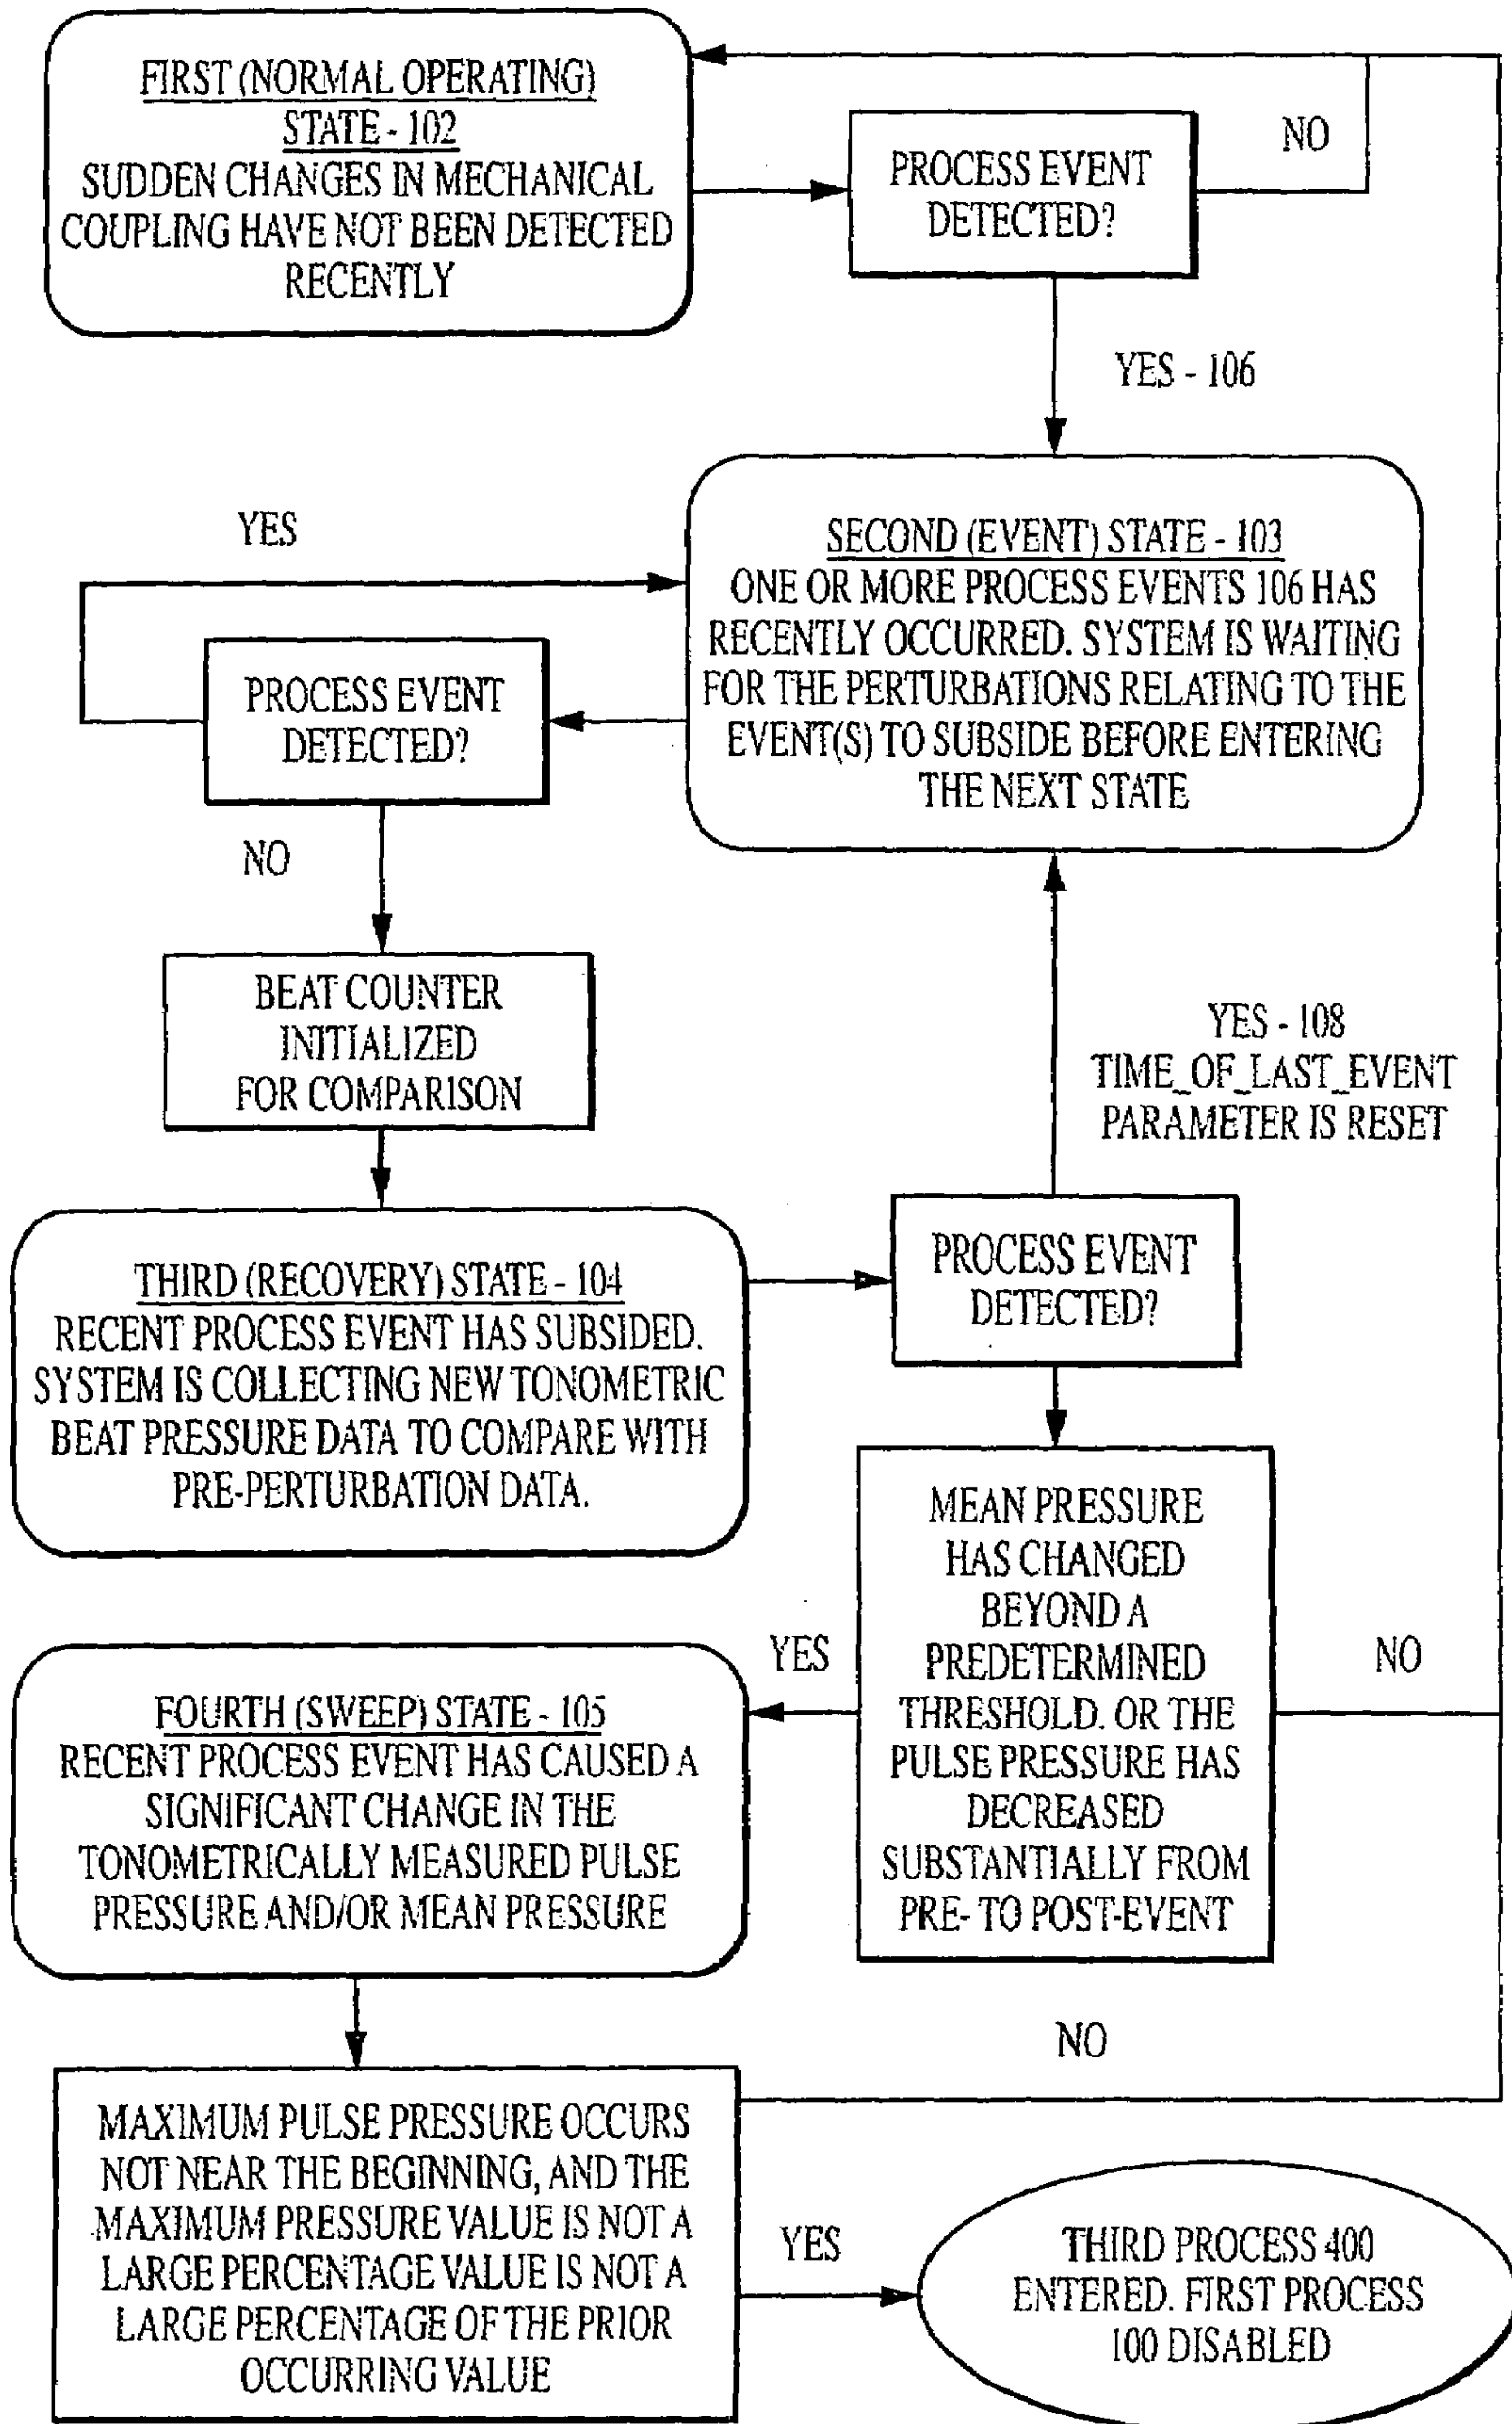 FIRST (NORMAL OPERATING)
STATE - 102
SUDDEN CHANGES IN MECHANICAL
COUPLING HAVE NOT BEEN DETECTED
RECENTLY
PROCESS EVENT
DETECTED?
NO
YES - 106
YES
SECOND (EVENT) STATE - 103
ONE OR MORE PROCESS EVENTS 106 HAS
RECENTLY OCCURRED. SYSTEM IS WAITING
FOR THE PERTURBATIONS RELATING TO THE
EVENT(S) TO SUBSIDE BEFORE ENTERING
THE NEXT STATE
PROCESS EVENT
DETECTED?
NO
BEAT COUNTER
INITIALIZED
FOR COMPARISON
YES - 108
TIME_OF_LAST_EVENT
PARAMETER IS RESET
THIRD (RECOVERY) STATE - 104
RECENT PROCESS EVENT HAS SUBSIDED.
SYSTEM IS COLLECTING NEW TONOMETRIC
BEAT PRESSURE DATA TO COMPARE WITH
PRE-PERTURBATION DATA.
PROCESS EVENT
DETECTED?
MEAN PRESSURE
HAS CHANGED
BEYOND A
PREDETERMINED
THRESHOLD. OR THE
PULSE PRESSURE HAS
DECREASED
SUBSTANTIALLY FROM
PRE- TO POST-EVENT
YES
NO
FOURTH (SWEEP) STATE - 105
RECENT PROCESS EVENT HAS CAUSED A
SIGNIFICANT CHANGE IN THE
TONOMETRICALLY MEASURED PULSE
PRESSURE AND/OR MEAN PRESSURE
NO
MAXIMUM PULSE PRESSURE OCCURS
NOT NEAR THE BEGINNING, AND THE
MAXIMUM PRESSURE VALUE IS NOT A
LARGE PERCENTAGE VALUE IS NOT A
LARGE PERCENTAGE OF THE PRIOR
OCCURING VALUE
YES
THIRD PROCESS 400
ENTERED. FIRST PROCESS
100 DISABLED